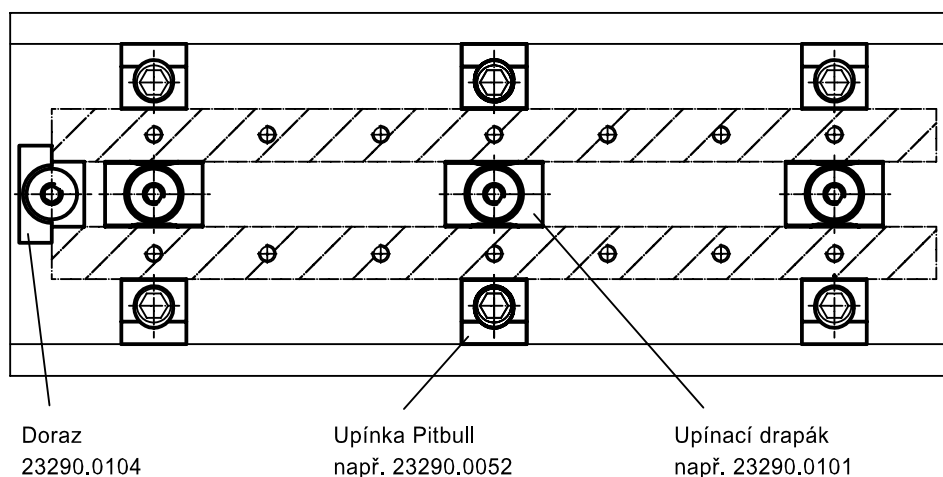 Doraz
23290.0104
Upínka Pitbull
např. 23290.0052
Upínací drapák
např. 23290.0101